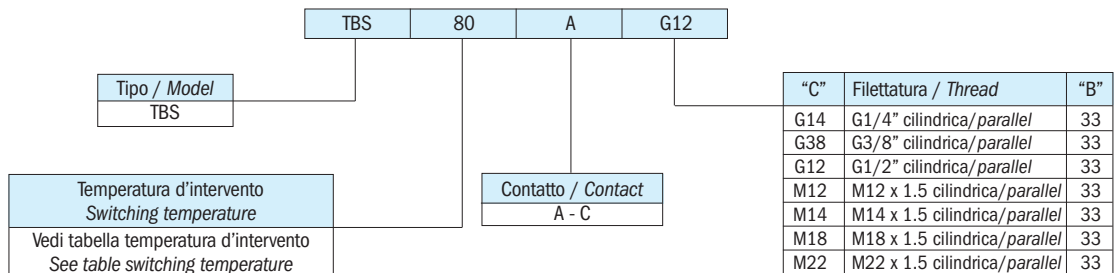 TBS 80 A G12
Tipo / Model
TBS
Temperatura d’intervento
Switching temperature
Vedi tabella temperatura d’intervento
See table switching temperature
Contatto / Contact
A - C
“C” Filettatura / Thread “B”
G14 G1/4” cilindrica/parallel 33
G38 G3/8” cilindrica/parallel 33
G12 G1/2” cilindrica/parallel 33
M12 M12 x 1.5 cilindrica/parallel 33
M14 M14 x 1.5 cilindrica/parallel 33
M18 M18 x 1.5 cilindrica/parallel 33
M22 M22 x 1.5 cilindrica/parallel 33